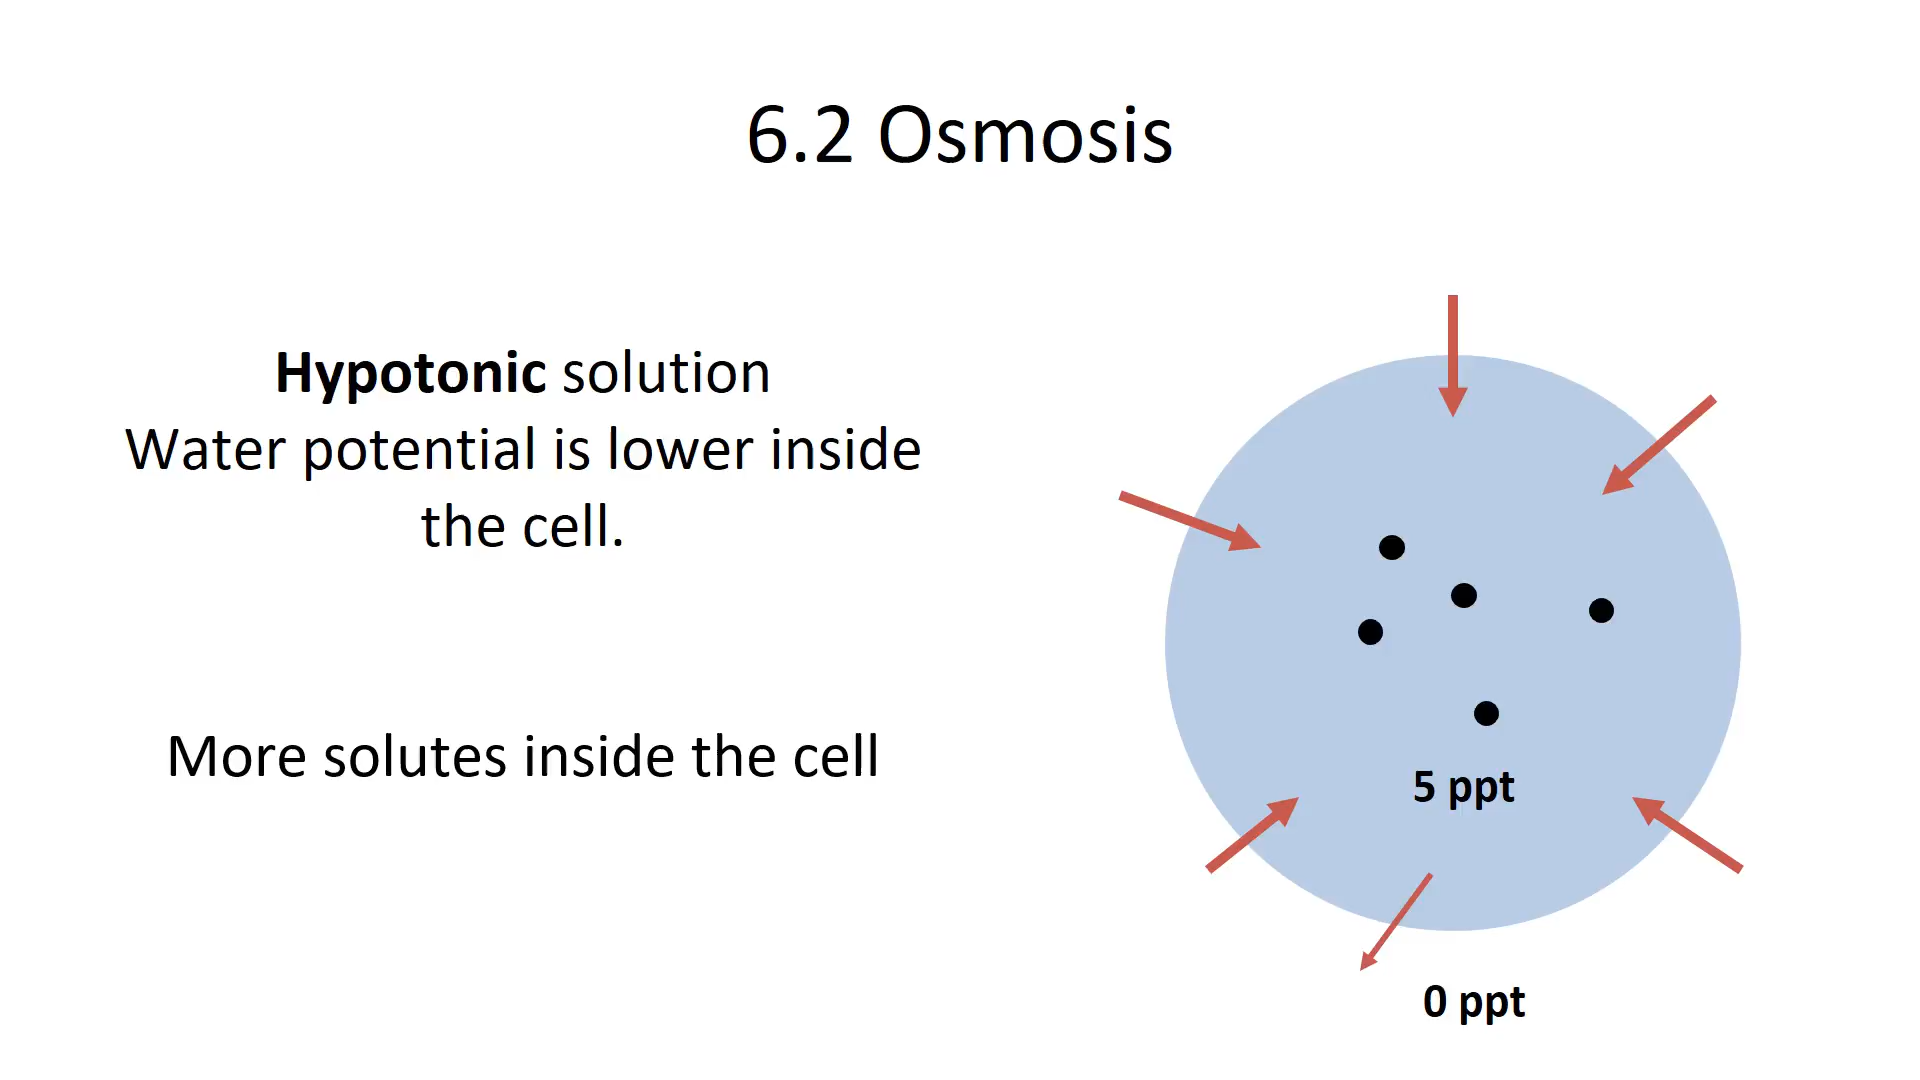 6.2 Osmosis
Hypotonic solution
Water potential is lower inside
the cell.
More solutes inside the cell
5 ppt
0 ppt